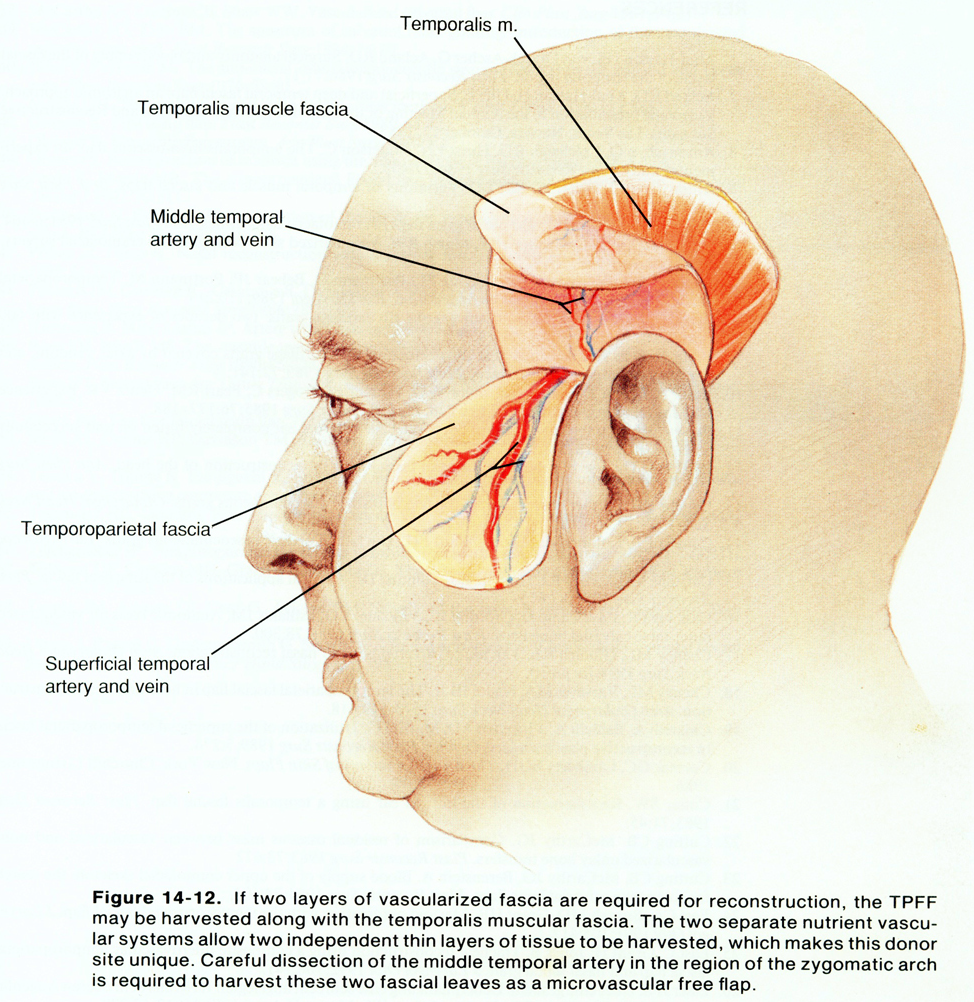 Temporalis m.
Temporalis muscle fascia
Middle temporal
artery and vein
Temporoparietal fascia
Superficial temporal
artery and vein
Figure 14-12. If two layers of vascularized fascia are required for reconstruction, the TPFF
may be harvested along with the temporalis muscular fascia. The two separate nutrient vascu-
lar systems allow two independent thin layers of tissue to be harvested, which makes this donor
site unique. Careful dissection of the middle temporal artery in the region of the zygomatic arch
is required to harvest these two fascial leaves as a microvascular free flap.